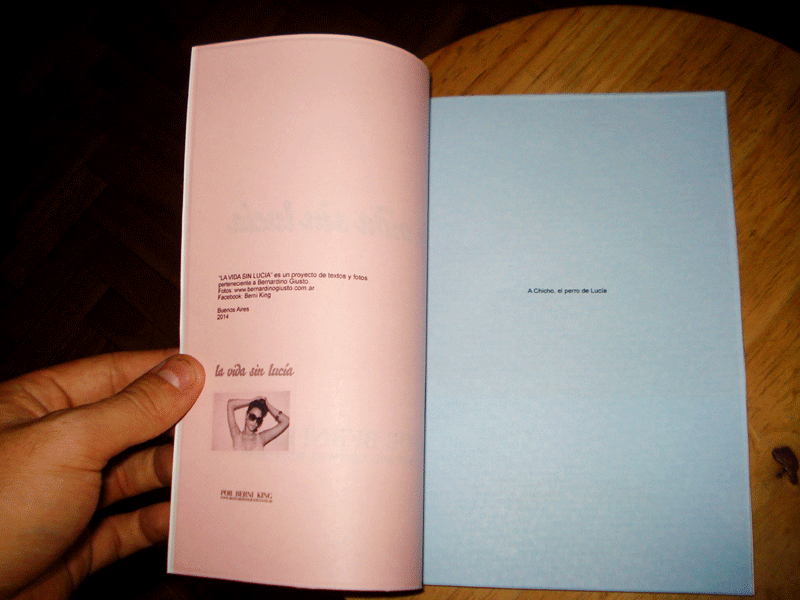 "LA VIDA SIN LUCIA" es un proyecto de textos y fotos
perteneciente a Bernardino Giusto
Fotos: www.bernardinogiusto.com.ar
Facebook: Berni King
Buenos Aires
2014
la vida sin lucía
POR BERNI KING
A Chicho, el perro de Lucía